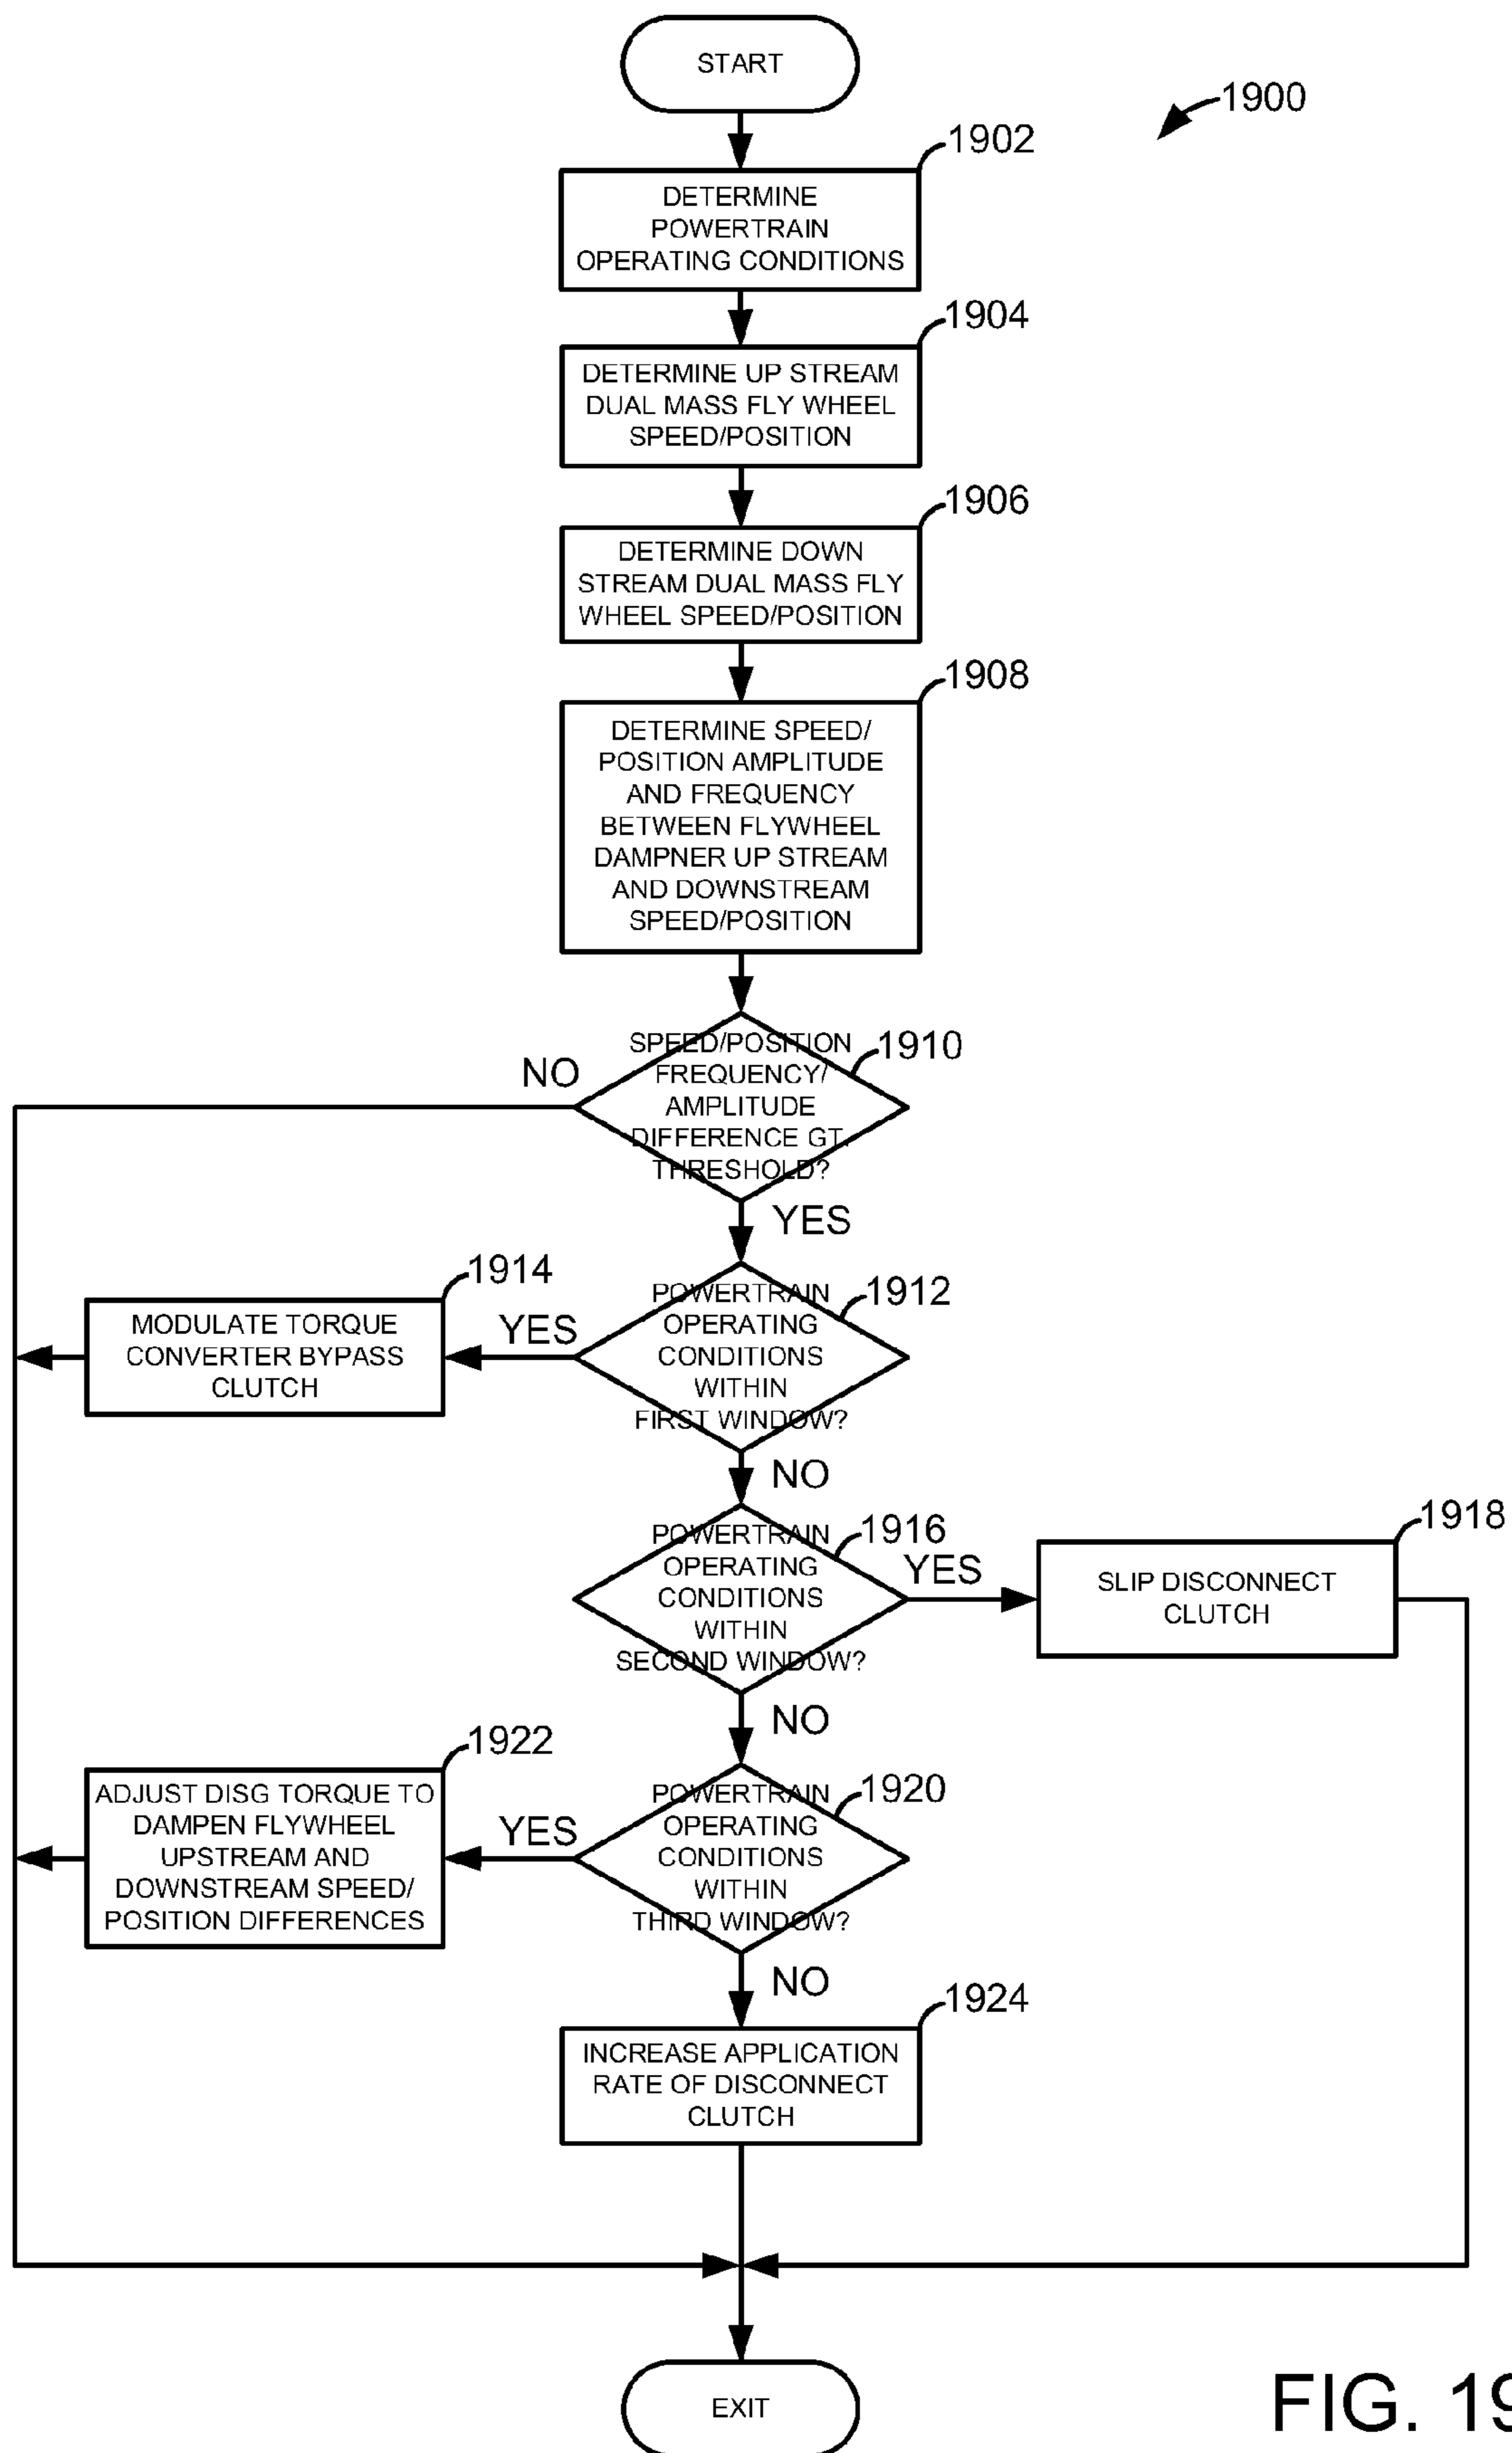 START
1900
1902
DETERMINE
POWERTRAIN
OPERATING CONDITIONS
1904
DETERMINE UP STREAM
DUAL MASS FLY WHEEL
SPEED/POSITION
1906
DETERMINE DOWN
STREAM DUAL MASS FLY
WHEEL SPEED/POSITION
1908
DETERMINE SPEED/
POSITION AMPLITUDE
AND FREQUENCY
BETWEEN FLYWHEEL
DAMPNER UP STREAM
AND DOWNSTREAM
SPEED/POSITION
1910
SPEED/POSITION
FREQUENCY/
AMPLITUDE
DIFFERENCE GT.
THRESHOLD?
NO
YES
1912
POWERTRAIN
OPERATING
CONDITIONS
WITHIN
FIRST WINDOW?
YES
1914
MODULATE TORQUE
CONVERTER BYPASS
CLUTCH
NO
1916
POWERTRAIN
OPERATING
CONDITIONS
WITHIN
SECOND WINDOW?
YES
1918
SLIP DISCONNECT
CLUTCH
NO
1920
POWERTRAIN
OPERATING
CONDITIONS
WITHIN
THIRD WINDOW?
YES
1922
ADJUST DISG TORQUE TO
DAMPEN FLYWHEEL
UPSTREAM AND
DOWNSTREAM SPEED/
POSITION DIFFERENCES
NO
1924
INCREASE APPLICATION
RATE OF DISCONNECT
CLUTCH
EXIT
FIG. 19